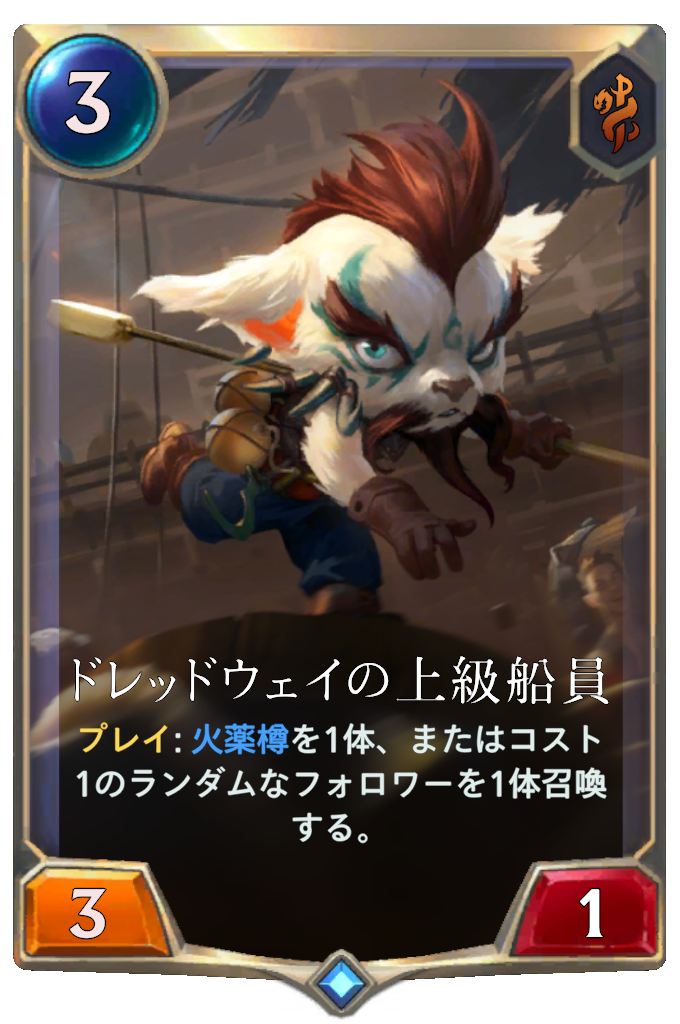 3
ドレッドウェイの上級船員
プレイ: 火薬樽を1体、またはコスト
1のランダムなフォロワーを1体召喚
する。
3
1